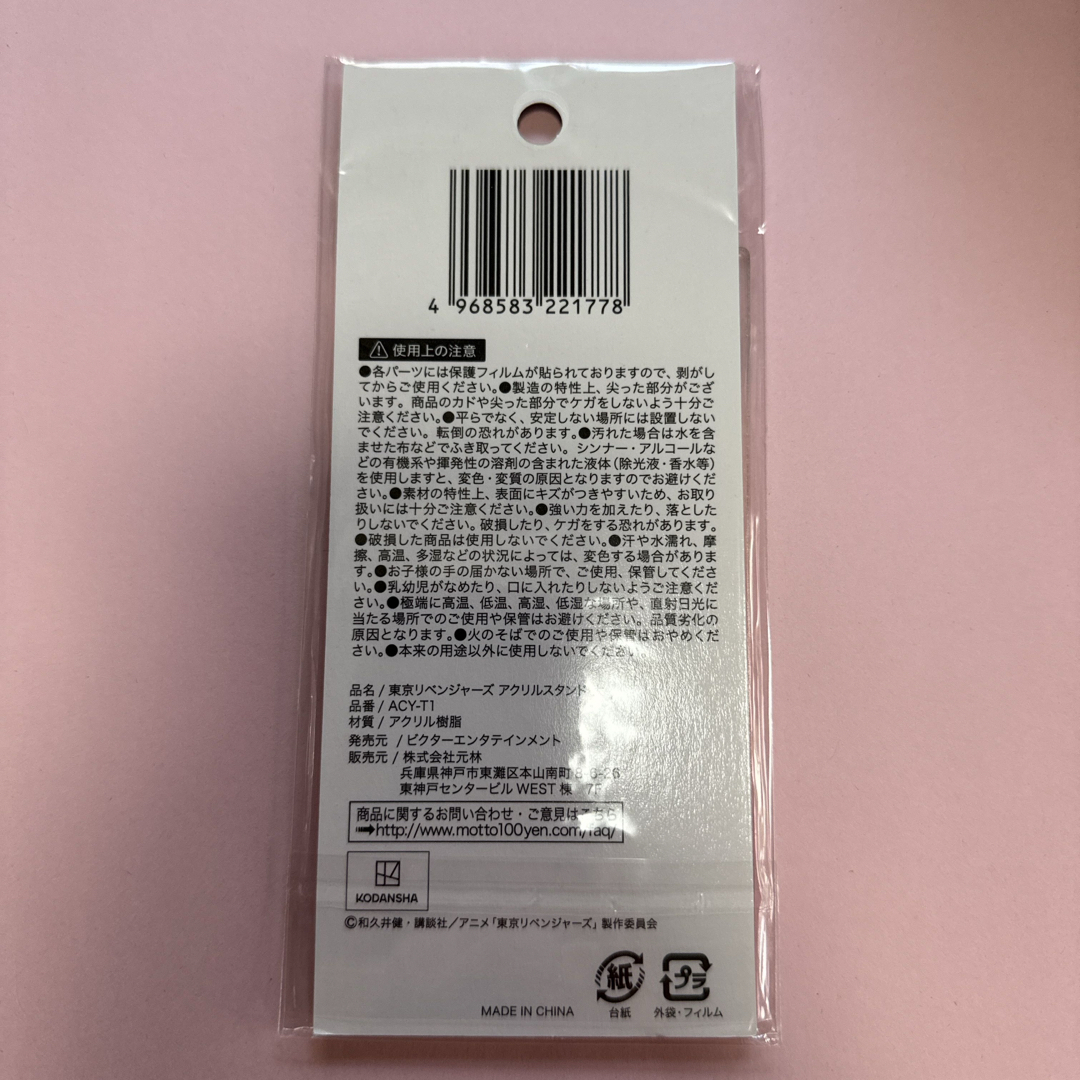 4 968583 221778
使用上の注意
●各パーツには保護フィルムが貼られておりますので、剥がし
てからご使用ください。●製造の特性上、尖った部分がござ
います。商品のカドや尖った部分でケガをしないよう十分ご
注意ください。●平らでなく、安定しない場所には設置しない
でください。転倒の恐れがあります。●汚れた場合は水を含
ませた布などでふき取ってください。シンナー・アルコールな
どの有機系や揮発性の溶剤の含まれた液体(除光液・香水等)
を使用しますと、変色・変質の原因となりますのでお避けくだ
さい。●素材の特性上、表面にキズがつきやすいため、お取り
扱いには十分ご注意ください。●強い力を加えたり、落とした
りしないでください。破損したり、ケガをする恐れがあります。
●破損した商品は使用しないでください。●汗や水濡れ、摩
擦、高温、多湿などの状況によっては、変色する場合がありま
す。●お子様の手の届かない場所で、ご使用、保管してくださ
い。●乳幼児がなめたり、口に入れたりしないようご注意くだ
さい。●極端に高温、低温、高湿、低湿な場所や、直射日光に
当たる場所でのご使用や保管はお避けください。品質劣化の
原因となります。●火のそばでのご使用や保管はおやめくだ
さい。●本来の用途以外に使用しないでください
品名 / 東京リベンジャーズ アクリルスタンド
品番 / ACY-T1
材質 / アクリル樹脂
発売元 / ビクターエンタテインメント
販売元 / 株式会社元林
兵庫県神戸市東灘区本山南町8-6-26
東神戸センタービル WEST 棟 7F
商品に関するお問い合わせ・ご意見はこちら
➡http://www.motto100yen.com/faq/
KODANSHA
©和久井健・講談社/アニメ「東京リベンジャーズ」製作委員会
紙
プラ
MADE IN CHINA
台紙
外袋・フィルム